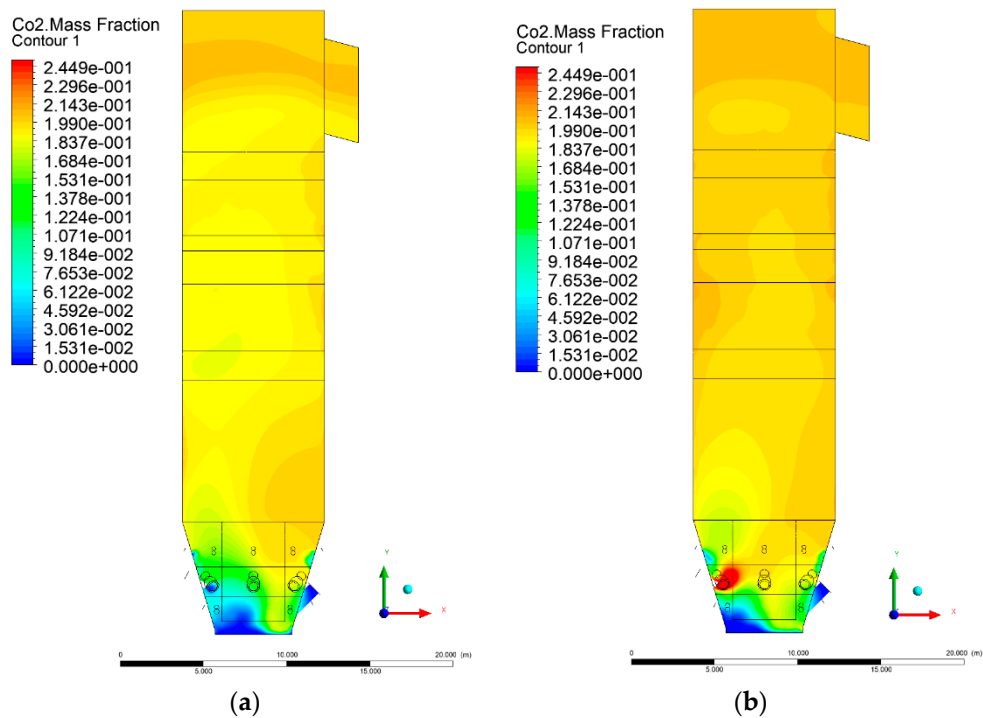 Co2.Mass Fraction
Contour 1
2.449e-001
2.296e-001
2.143e-001
1.990e-001
1.837e-001
1.684e-001
1.531e-001
1.378e-001
1.224e-001
1.071e-001
9.184e-002
7.653e-002
6.122e-002
4.592e-002
3.061e-002
1.531e-002
0.000e+000
Y
X
0
10.000
20.000 (m)
5.000
15.000
(a)
Co2.Mass Fraction
Contour 1
2.449e-001
2.296e-001
2.143e-001
1.990e-001
1.837e-001
1.684e-001
1.531e-001
1.378e-001
1.224e-001
1.071e-001
9.184e-002
7.653e-002
6.122e-002
4.592e-002
3.061e-002
1.531e-002
0.000e+000
Y
X
0
10.000
20.000 (m)
5.000
15.000
(b)